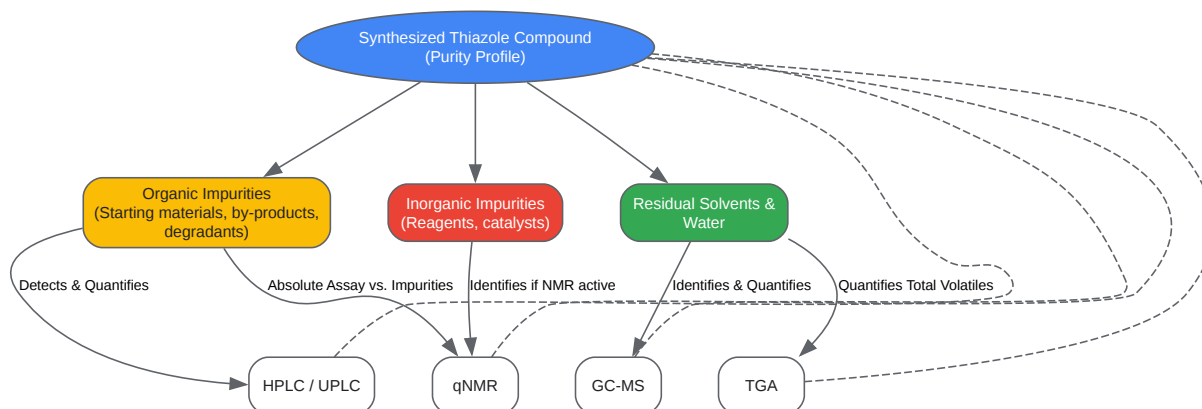 Synthesized Thiazole Compound
(Purity Profile)
Organic Impurities
(Starting materials, by-products,
degradants)
Inorganic Impurities
(Reagents, catalysts)
Residual Solvents &
Water
Detects & Quantifies
Absolute Assay vs. Impurities
Identifies if NMR active
Identifies & Quantifies
Quantifies Total Volatiles
HPLC / UPLC
qNMR
GC-MS
TGA